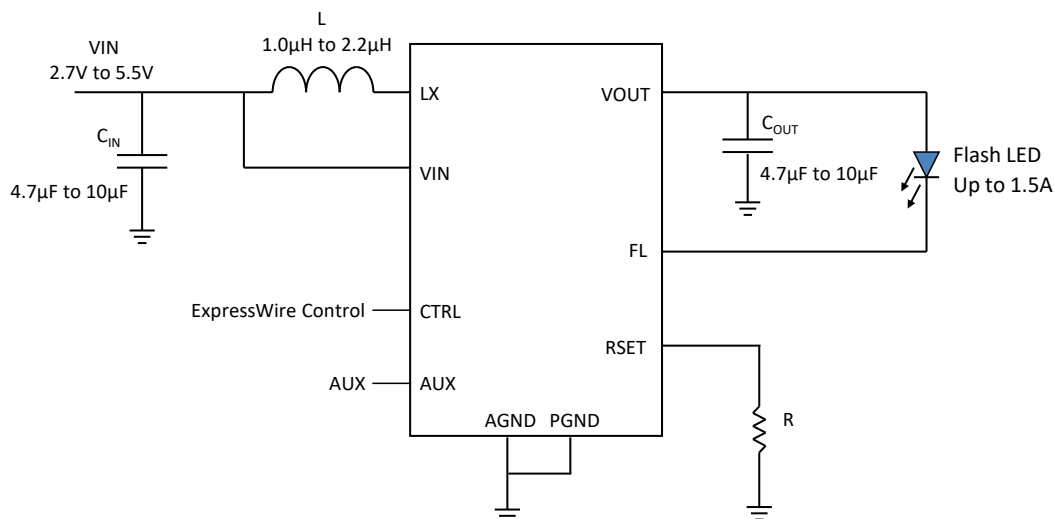 L
1.0µH to 2.2µH
VIN
2.7V to 5.5V
LX
VOUT
CIN
COUT
4.7µF to 10µF
VIN
4.7µF to 10µF
Flash LED
Up to 1.5A
FL
ExpressWire Control
CTRL
RSET
AUX
AUX
AGND PGND
R